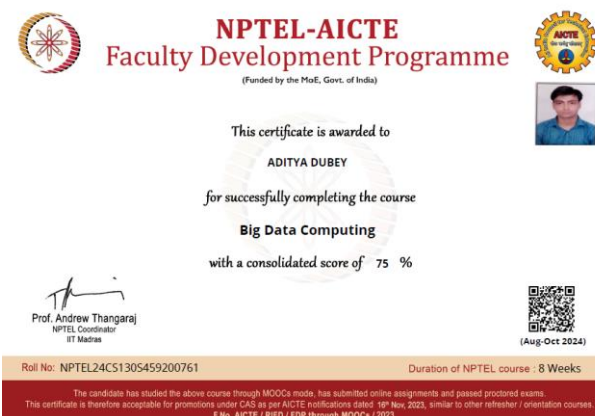 NPTEL-AICTE
Faculty Development Programme
(Funded by the MoE, Govt. of India)
AICTE
This certificate is awarded to
ADITYA DUBEY
for successfully completing the course
Big Data Computing
with a consolidated score of 75 %
Prof. Andrew Thangaraj
NPTEL Coordinator
IIT Madras
(Aug-Oct 2024)
Roll No: NPTEL24CS130S459200761
Duration of NPTEL course : 8 Weeks
The candidate has studied the above course through MOOCs mode, has submitted online assignments and passed proctored exams.
This certificate is therefore acceptable for promotions under CAS as per AICTE notifications dated 16th Nov, 2023, similar to other refresher / orientation courses.
F.No. AICTE / RIFD / FDP through MOOCs / 2023